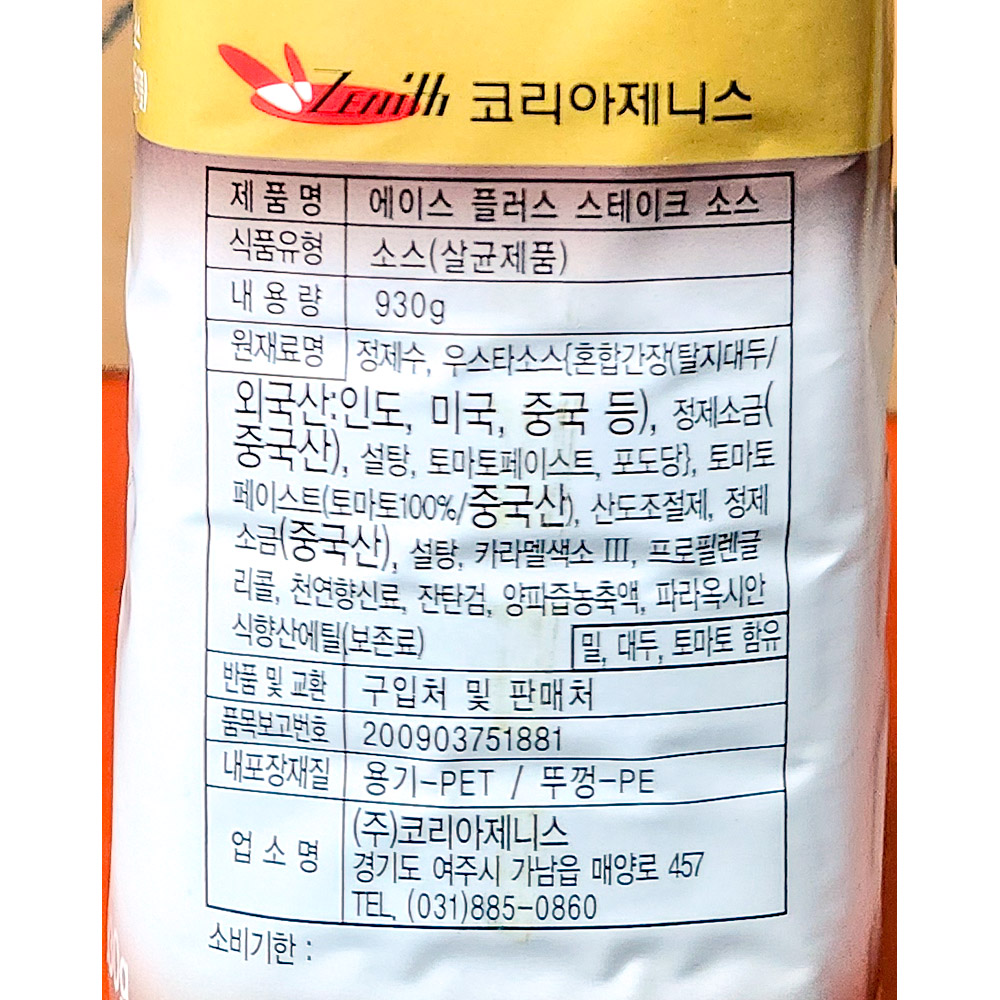 Zenith 코리아제니스
제품명 에이스 플러스 스테이크 소스
식품유형 소스(살균제품)
내용량 930g
원재료명 정제수, 우스타소스{혼합간장(탈지대두/
외국산:인도, 미국, 중국 등), 정제소금(
중국산), 설탕, 토마토페이스트, 포도당}, 토마토
페이스트(토마토100%/중국산), 산도조절제, 정제
소금(중국산), 설탕, 카라멜색소 III, 프로필렌글
리콜, 천연향신료, 잔탄검, 양파즙농축액, 파라옥시안
식향산에틸(보존료) 밀, 대두, 토마토 함유
반품 및 교환 구입처 및 판매처
품목보고번호 200903751881
내포장재질 용기-PET / 뚜껑-PE
업소명 (주)코리아제니스
경기도 여주시 가남읍 매양로 457
TEL, (031)885-0860
소비기한 :